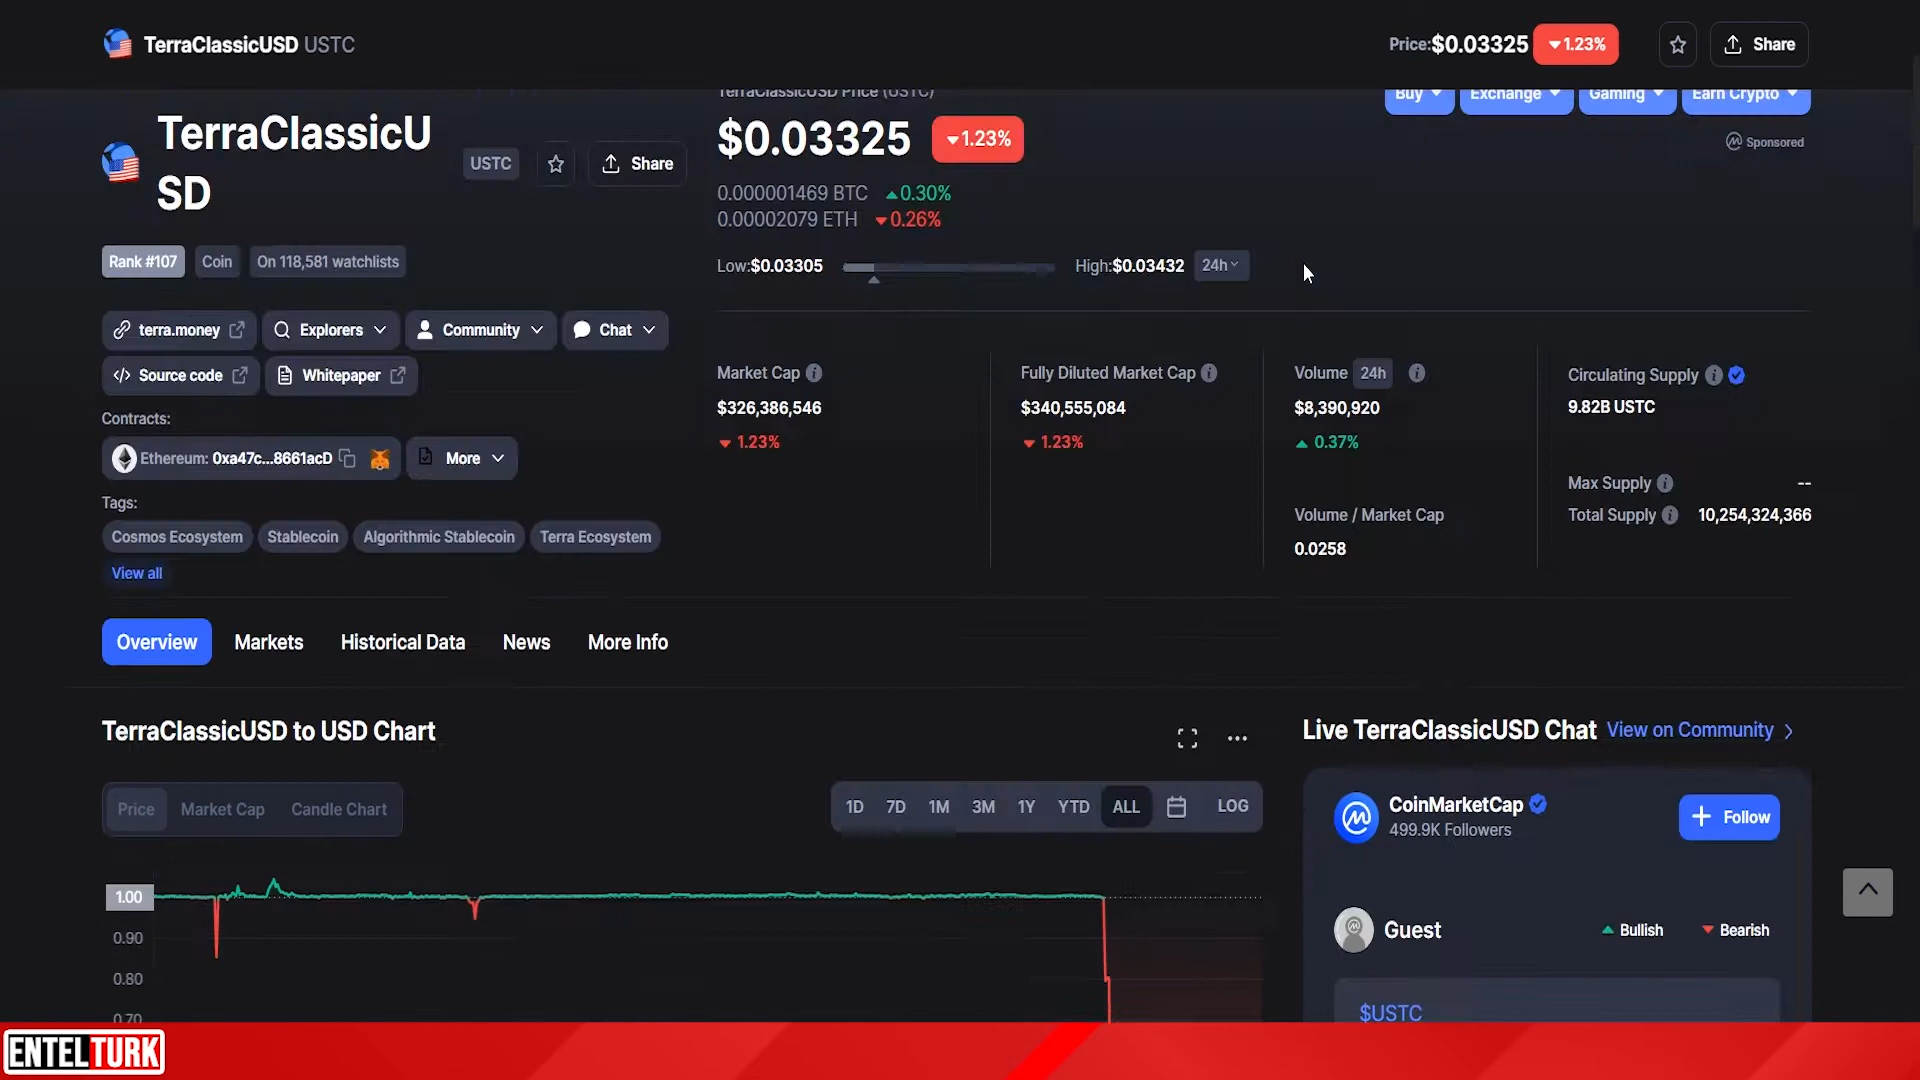 TerraClassicUSD USTC
Price:$0.03325 1.23%
Share
TerraClassicUSD Price (USTC)
Buy
Exchange
Gaming
Earn Crypto
TerraClassicU
SD
USTC
Share
$0.03325 1.23%
Sponsored
0.000001469 BTC 0.30%
0.00002079 ETH 0.26%
Rank #107
Coin
On 118,581 watchlists
Low:$0.03305
High:$0.03432
24h
terra.money
Explorers
Community
Chat
Source code
Whitepaper
Contracts:
Ethereum: 0xa47c...8661acD
More
Tags:
Cosmos Ecosystem
Stablecoin
Algorithmic Stablecoin
Terra Ecosystem
View all
Market Cap
$326,386,546
1.23%
Fully Diluted Market Cap
$340,555,084
1.23%
Volume 24h
$8,390,920
0.37%
Volume / Market Cap
0.0258
Circulating Supply
9.82B USTC
Max Supply --
Total Supply 10,254,324,366
Overview
Markets
Historical Data
News
More Info
TerraClassicUSD to USD Chart
Price
Market Cap
Candle Chart
1D
7D
1M
3M
1Y
YTD
ALL
LOG
1.00
0.90
0.80
0.70
Live TerraClassicUSD Chat
View on Community
CoinMarketCap
499.9K Followers
+ Follow
Guest
Bullish
Bearish
$USTC
ENTELTURK